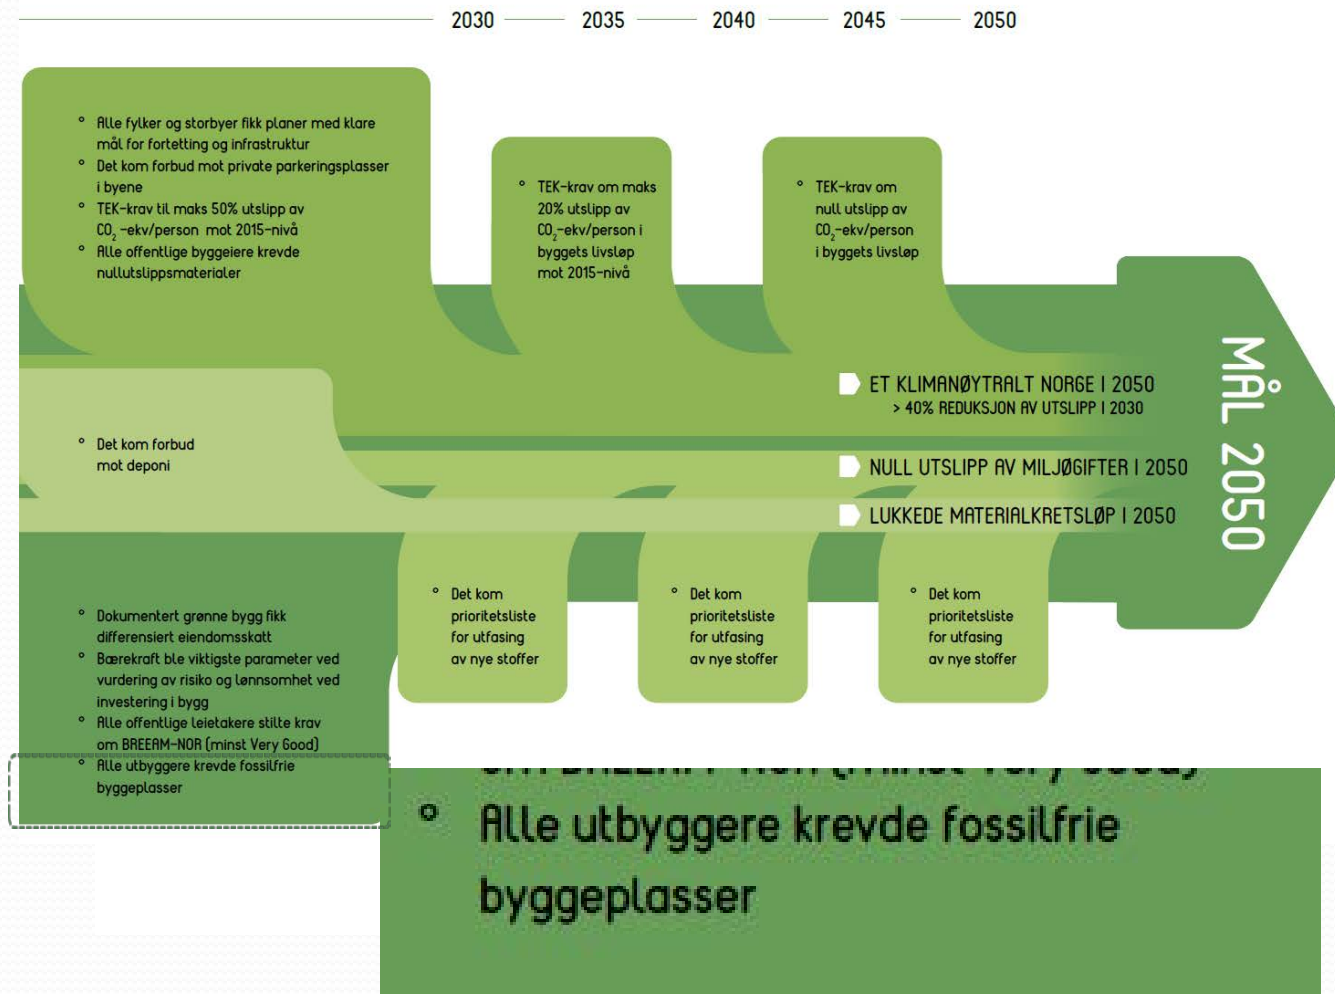 2030 2035 2040 2045 2050
° Alle fylker og storbyer fikk planer med klare
mål for fortetting og infrastruktur
° Det kom forbud mot private parkeringsplasser
i byene
° TEK-krav til maks 50% utslipp av
CO₂-ekv/person mot 2015-nivå
° Alle offentlige byggeiere krevde
nullutslippsmaterialer
° TEK-krav om maks
20% utslipp av
CO₂-ekv/person i
byggets livsløp
mot 2015-nivå
° TEK-krav om
null utslipp av
CO₂-ekv/person
i byggets livsløp
ET KLIMANØYTRALT NORGE I 2050
> 40% REDUKSJON AV UTSLIPP I 2030
NULL UTSLIPP AV MILJØGIFTER I 2050
LUKKEDE MATERIALKRETSLØP I 2050
MÅL 2050
° Det kom forbud
mot deponi
° Dokumentert grønne bygg fikk
differensiert eiendomsskatt
° Bærekraft ble viktigste parameter ved
vurdering av risiko og lønnsomhet ved
investering i bygg
° Alle offentlige leietakere stilte krav
om BREEAM-NOR (minst Very Good)
° Alle utbyggere krevde fossilfrie
byggeplasser
° Det kom
prioritetsliste
for utfasing
av nye stoffer
° Det kom
prioritetsliste
for utfasing
av nye stoffer
° Det kom
prioritetsliste
for utfasing
av nye stoffer
om BREEAM-NOR (minst Very Good)
° Alle utbyggere krevde fossilfrie
byggeplasser